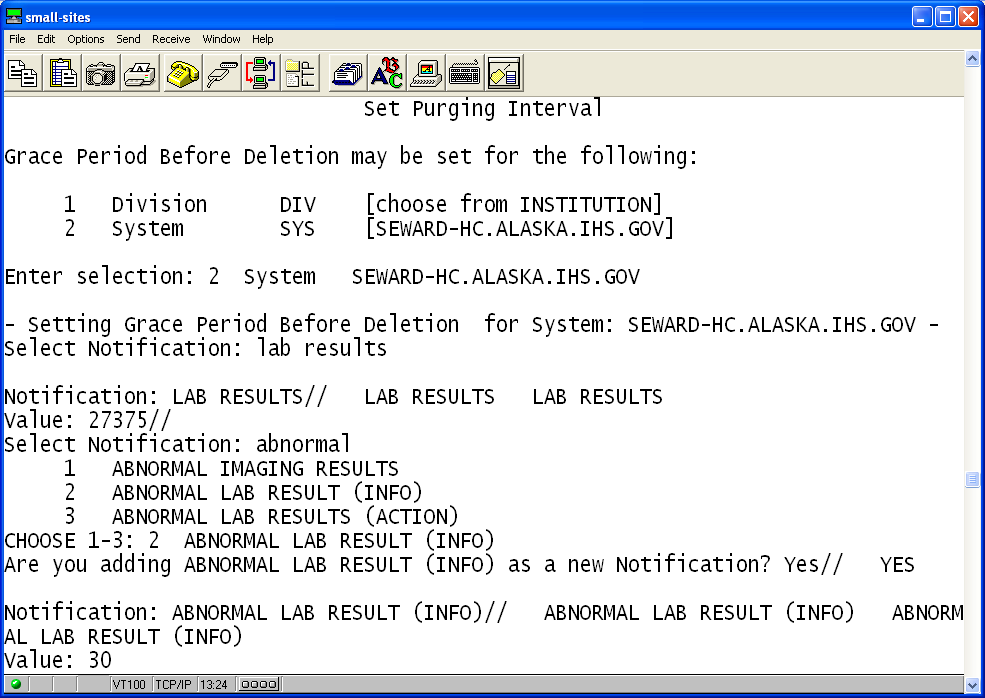 small-sites
File Edit Options Send Receive Window Help
Set Purging Interval
Grace Period Before Deletion may be set for the following:
1 Division DIV [choose from INSTITUTION]
2 System SYS [SEWARD-HC.ALASKA.IHS.GOV]
Enter selection: 2 System SEWARD-HC.ALASKA.IHS.GOV
- Setting Grace Period Before Deletion for System: SEWARD-HC.ALASKA.IHS.GOV -
Select Notification: lab results
Notification: LAB RESULTS// LAB RESULTS LAB RESULTS
Value: 27375//
Select Notification: abnormal
1 ABNORMAL IMAGING RESULTS
2 ABNORMAL LAB RESULT (INFO)
3 ABNORMAL LAB RESULTS (ACTION)
CHOOSE 1-3: 2 ABNORMAL LAB RESULT (INFO)
Are you adding ABNORMAL LAB RESULT (INFO) as a new Notification? Yes// YES
Notification: ABNORMAL LAB RESULT (INFO)// ABNORMAL LAB RESULT (INFO) ABNORM
AL LAB RESULT (INFO)
Value: 30
VT100 TCP/IP 13:24